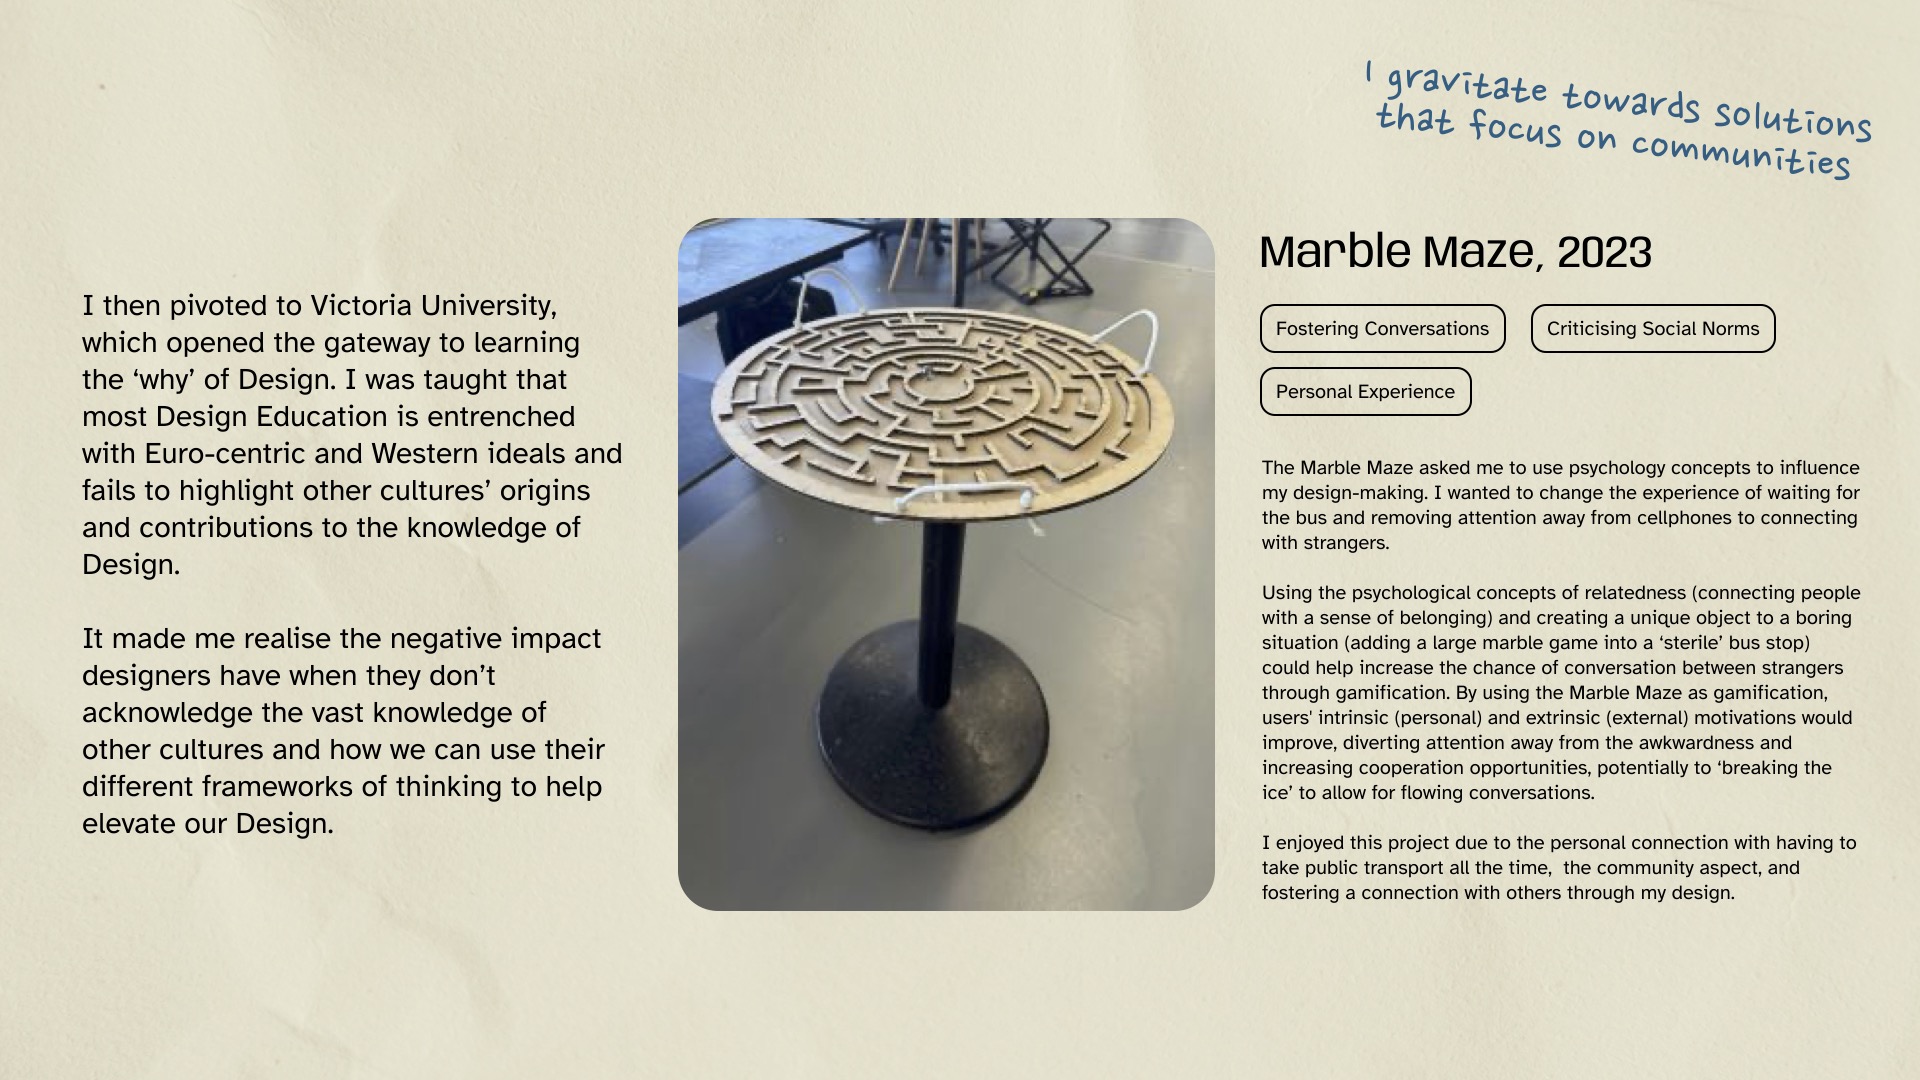 I gravitate towards solutions
that focus on communities
I then pivoted to Victoria University,
which opened the gateway to learning
the ‘why’ of Design. I was taught that
most Design Education is entrenched
with Euro-centric and Western ideals and
fails to highlight other cultures’ origins
and contributions to the knowledge of
Design.
It made me realise the negative impact
designers have when they don’t
acknowledge the vast knowledge of
other cultures and how we can use their
different frameworks of thinking to help
elevate our Design.
Marble Maze, 2023
Fostering Conversations
Criticising Social Norms
Personal Experience
The Marble Maze asked me to use psychology concepts to influence
my design-making. I wanted to change the experience of waiting for
the bus and removing attention away from cellphones to connecting
with strangers.
Using the psychological concepts of relatedness (connecting people
with a sense of belonging) and creating a unique object to a boring
situation (adding a large marble game into a ‘sterile’ bus stop)
could help increase the chance of conversation between strangers
through gamification. By using the Marble Maze as gamification,
users' intrinsic (personal) and extrinsic (external) motivations would
improve, diverting attention away from the awkwardness and
increasing cooperation opportunities, potentially to ‘breaking the
ice’ to allow for flowing conversations.
I enjoyed this project due to the personal connection with having to
take public transport all the time,  the community aspect, and
fostering a connection with others through my design.